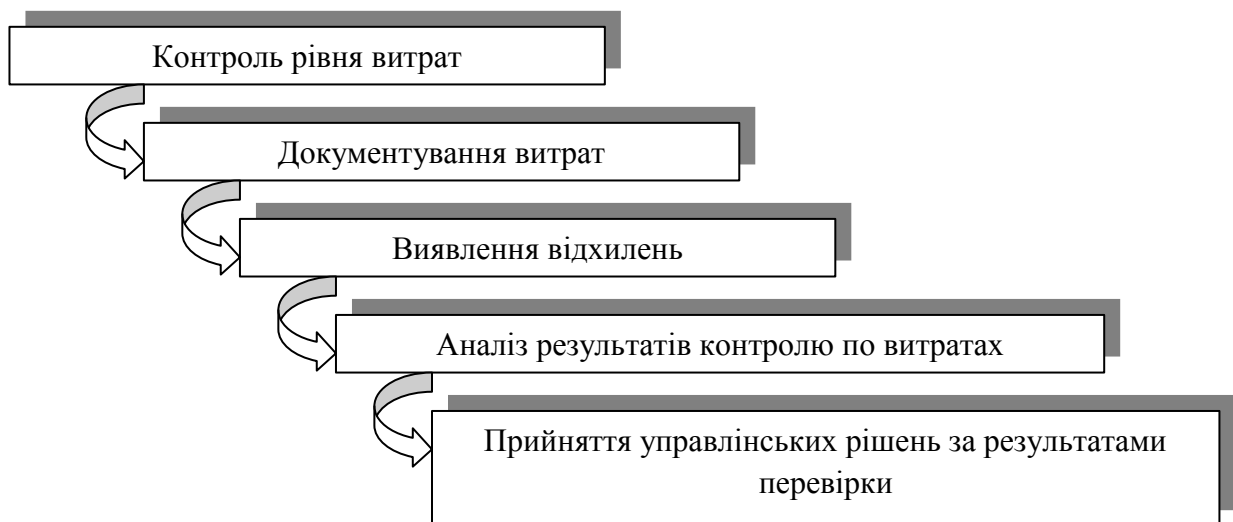 Контроль рівня витрат
Документування витрат
Виявлення відхилень
Аналіз результатів контролю по витратах
Прийняття управлінських рішень за результатами
перевірки